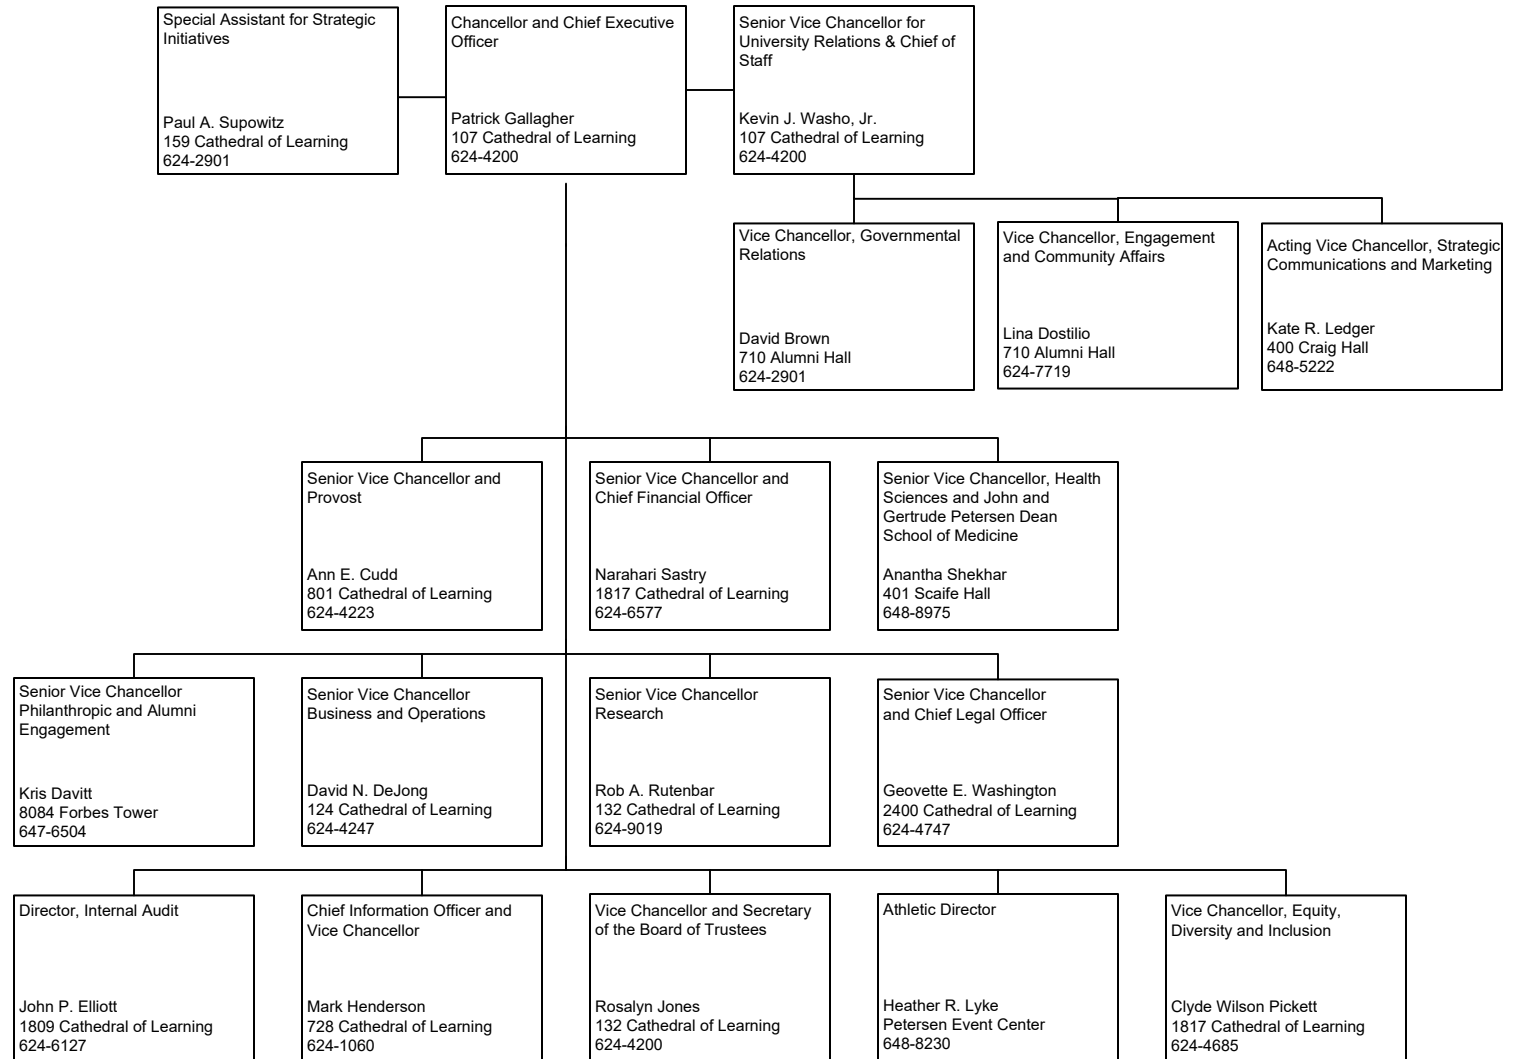 Special Assistant for Strategic
Initiatives
Paul A. Supowitz
159 Cathedral of Learning
624-2901
Chancellor and Chief Executive
Officer
Patrick Gallagher
107 Cathedral of Learning
624-4200
Senior Vice Chancellor for
University Relations & Chief of
Staff
Kevin J. Washo, Jr.
107 Cathedral of Learning
624-4200
Vice Chancellor, Governmental
Relations
David Brown
710 Alumni Hall
624-2901
Vice Chancellor, Engagement
and Community Affairs
Lina Dostilio
710 Alumni Hall
624-7719
Acting Vice Chancellor, Strategic
Communications and Marketing
Kate R. Ledger
400 Craig Hall
648-5222
Senior Vice Chancellor and
Provost
Ann E. Cudd
801 Cathedral of Learning
624-4223
Senior Vice Chancellor and
Chief Financial Officer
Narahari Sastry
1817 Cathedral of Learning
624-6577
Senior Vice Chancellor, Health
Sciences and John and
Gertrude Petersen Dean
School of Medicine
Anantha Shekhar
401 Scaife Hall
648-8975
Senior Vice Chancellor
Philanthropic and Alumni
Engagement
Kris Davitt
8084 Forbes Tower
647-6504
Senior Vice Chancellor
Business and Operations
David N. DeJong
124 Cathedral of Learning
624-4247
Senior Vice Chancellor
Research
Rob A. Rutenbar
132 Cathedral of Learning
624-9019
Senior Vice Chancellor
and Chief Legal Officer
Geovette E. Washington
2400 Cathedral of Learning
624-4747
Director, Internal Audit
John P. Elliott
1809 Cathedral of Learning
624-6127
Chief Information Officer and
Vice Chancellor
Mark Henderson
728 Cathedral of Learning
624-1060
Vice Chancellor and Secretary
of the Board of Trustees
Rosalyn Jones
132 Cathedral of Learning
624-4200
Athletic Director
Heather R. Lyke
Petersen Event Center
648-8230
Vice Chancellor, Equity,
Diversity and Inclusion
Clyde Wilson Pickett
1817 Cathedral of Learning
624-4685